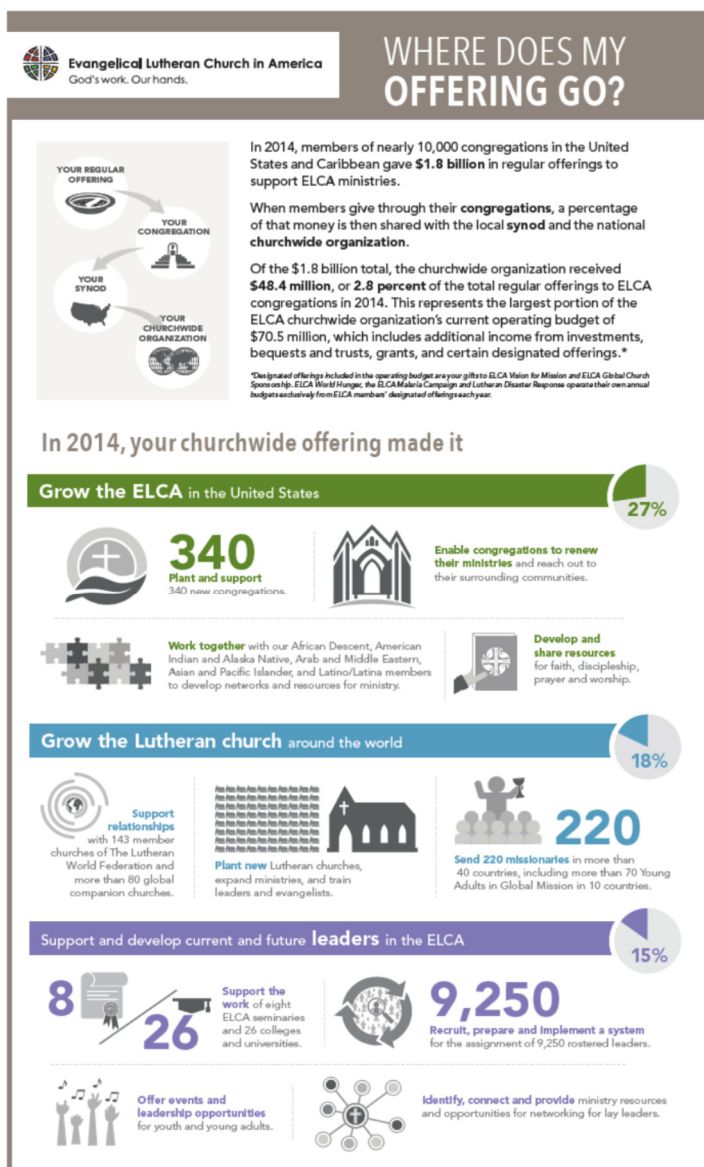 Evangelical Lutheran Church in America
God's work. Our hands.
WHERE DOES MY
OFFERING GO?
YOUR REGULAR
OFFERING
YOUR
CONGREGATION
YOUR
SYNOD
YOUR
CHURCHWIDE
ORGANIZATION
In 2014, members of nearly 10,000 congregations in the United
States and Caribbean gave $1.8 billion in regular offerings to
support ELCA ministries.
When members give through their congregations, a percentage
of that money is then shared with the local synod and the national
churchwide organization.
Of the $1.8 billion total, the churchwide organization received
$48.4 million, or 2.8 percent of the total regular offerings to ELCA
congregations in 2014. This represents the largest portion of the
ELCA churchwide organization's current operating budget of
$70.5 million, which includes additional income from investments,
bequests and trusts, grants, and certain designated offerings.*
*Designated offerings included in the operating budget are your gifts to ELCA Vision for Mission and ELCA Global Church
Sponsorship. ELCA World Hunger, the ELCA Malaria Campaign and Lutheran Disaster Response operate their own annual
budgets exclusively from ELCA members' designated offerings each year.
In 2014, your churchwide offering made it
Grow the ELCA in the United States
27%
340
Plant and support
340 new congregations.
Enable congregations to renew
their ministries and reach out to
their surrounding communities.
Work together with our African Descent, American
Indian and Alaska Native, Arab and Middle Eastern,
Asian and Pacific Islander, and Latino/Latina members
to develop networks and resources for ministry.
Develop and
share resources
for faith, discipleship,
prayer and worship.
Grow the Lutheran church around the world
18%
Support
relationships
with 143 member
churches of The Lutheran
World Federation and
more than 80 global
companion churches.
Plant new Lutheran churches,
expand ministries, and train
leaders and evangelists.
220
Send 220 missionaries in more than
40 countries, including more than 70 Young
Adults in Global Mission in 10 countries.
Support and develop current and future leaders in the ELCA
15%
8
26
Support the
work of eight
ELCA seminaries
and 26 colleges
and universities.
9,250
Recruit, prepare and implement a system
for the assignment of 9,250 rostered leaders.
Offer events and
leadership opportunities
for youth and young adults.
Identify, connect and provide ministry resources
and opportunities for networking for lay leaders.